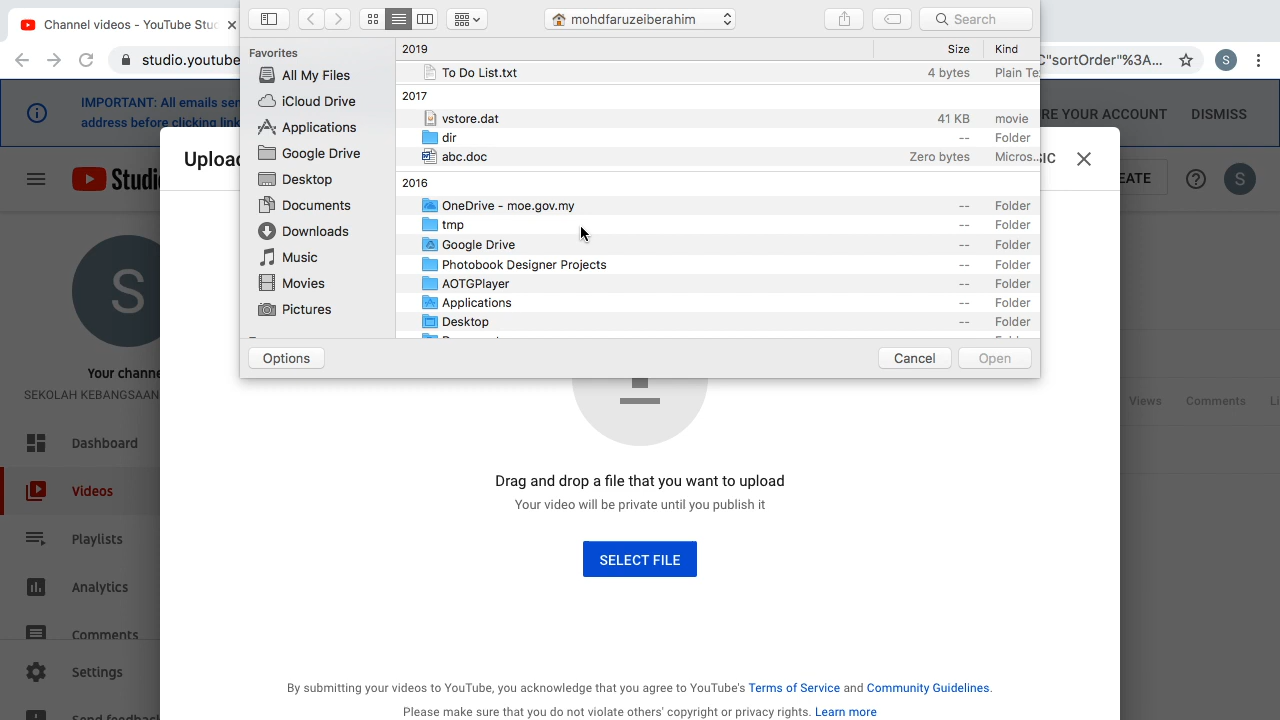 Channel videos - YouTube Stu
mohdfaruzeiberahim
Search
studio.youtube
C"sortOrder"%3A...
S
IMPORTANT: All emails ser
address before clicking link
RE YOUR ACCOUNT
DISMISS
Favorites
All My Files
iCloud Drive
Applications
Google Drive
Desktop
Documents
Downloads
Music
Movies
Pictures
2019
Size
Kind
To Do List.txt
4 bytes
Plain Te
2017
vstore.dat
41 KB
movie
dir
--
Folder
abc.doc
Zero bytes
Micros...
2016
OneDrive - moe.gov.my
--
Folder
tmp
--
Folder
Google Drive
--
Folder
Photobook Designer Projects
--
Folder
AOTGPlayer
--
Folder
Applications
--
Folder
Desktop
--
Folder
Options
Cancel
Open
Upload
SIC
Studi
EATE
S
S
Your channe
SEKOLAH KEBANGSAAN
Views
Comments
Li
Dashboard
Videos
Playlists
Analytics
Comments
Settings
Send feedbac
Drag and drop a file that you want to upload
Your video will be private until you publish it
SELECT FILE
By submitting your videos to YouTube, you acknowledge that you agree to YouTube's Terms of Service and Community Guidelines.
Please make sure that you do not violate others' copyright or privacy rights. Learn more